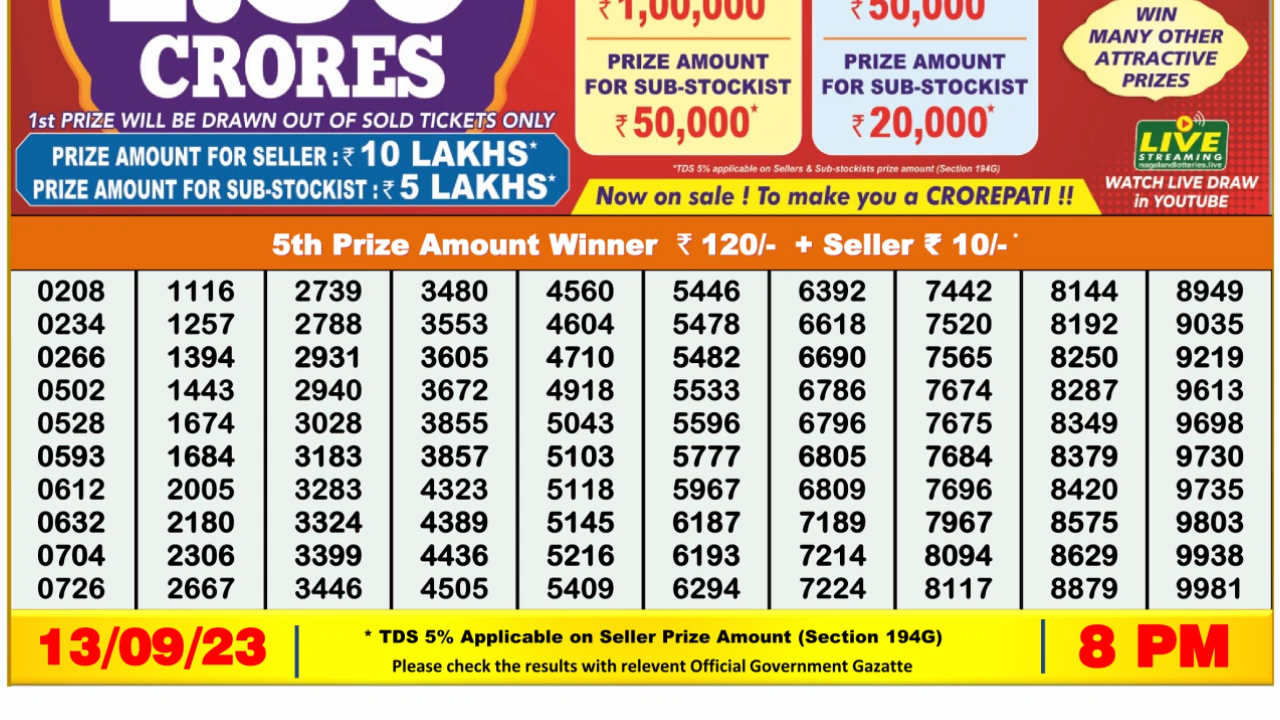 CRORES
1st PRIZE WILL BE DRAWN OUT OF SOLD TICKETS ONLY
PRIZE AMOUNT FOR SELLER : ₹ 10 LAKHS*
PRIZE AMOUNT FOR SUB-STOCKIST : ₹ 5 LAKHS*
₹1,00,000
PRIZE AMOUNT
FOR SUB-STOCKIST
₹50,000*
₹50,000
PRIZE AMOUNT
FOR SUB-STOCKIST
₹20,000*
*TDS 5% applicable on Sellers & Sub-stockists prize amount (Section 194G)
Now on sale ! To make you a CROREPATI !!
WIN
MANY OTHER
ATTRACTIVE
PRIZES
LIVE
STREAMING
nagalandlotteries.live
WATCH LIVE DRAW
in YOUTUBE
5th Prize Amount Winner ₹ 120/- + Seller ₹ 10/- *
0208 1116 2739 3480 4560 5446 6392 7442 8144 8949
0234 1257 2788 3553 4604 5478 6618 7520 8192 9035
0266 1394 2931 3605 4710 5482 6690 7565 8250 9219
0502 1443 2940 3672 4918 5533 6786 7674 8287 9613
0528 1674 3028 3855 5043 5596 6796 7675 8349 9698
0593 1684 3183 3857 5103 5777 6805 7684 8379 9730
0612 2005 3283 4323 5118 5967 6809 7696 8420 9735
0632 2180 3324 4389 5145 6187 7189 7967 8575 9803
0704 2306 3399 4436 5216 6193 7214 8094 8629 9938
0726 2667 3446 4505 5409 6294 7224 8117 8879 9981
13/09/23
* TDS 5% Applicable on Seller Prize Amount (Section 194G)
Please check the results with relevent Official Government Gazatte
8 PM